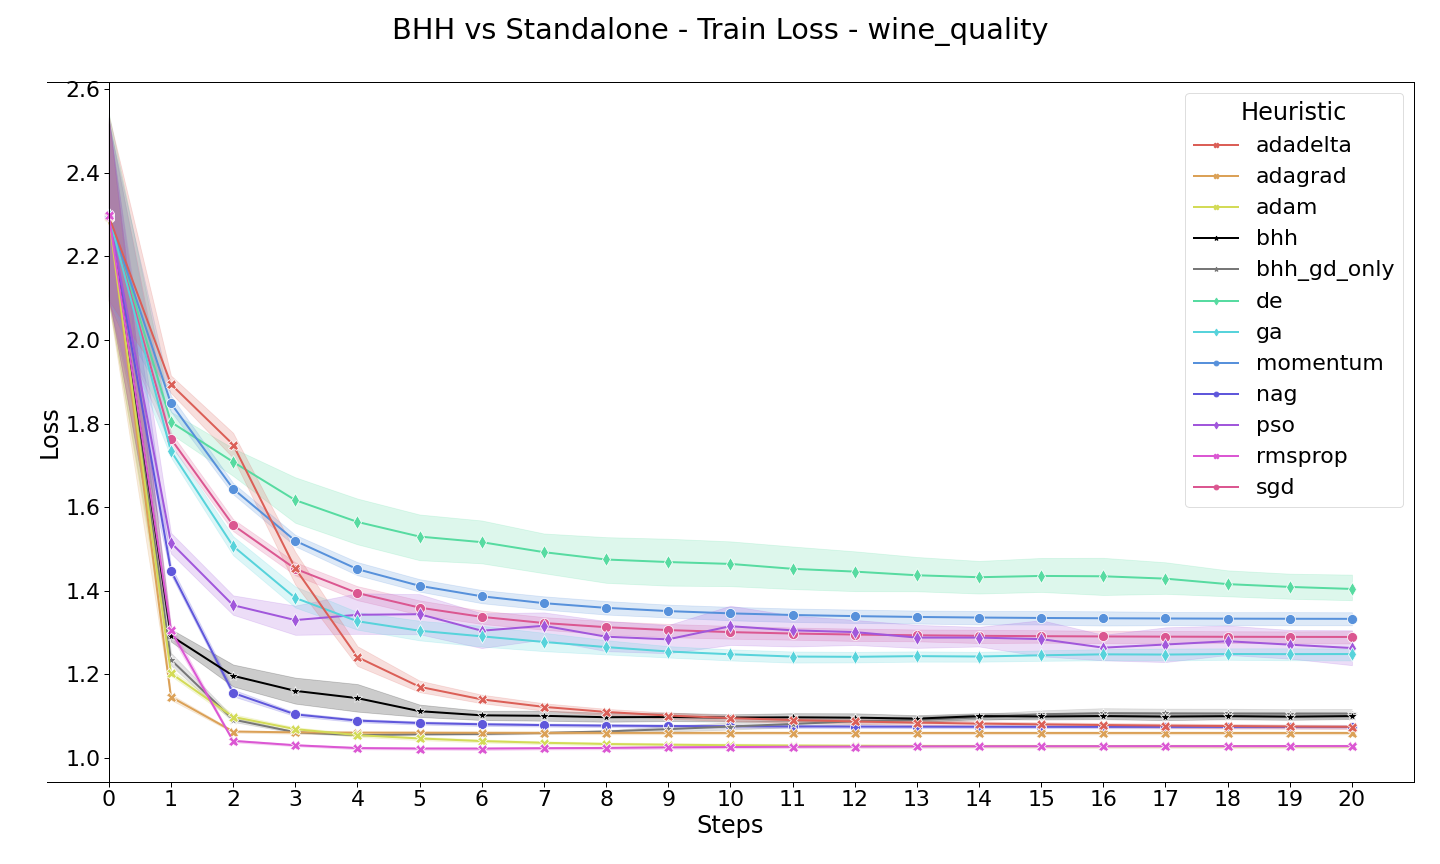 BHH vs Standalone - Train Loss - wine_quality
2.6
2.4
2.2
2.0
1.8
1.6
1.4
1.2
1.0
Loss
Heuristic
adadelta
adagrad
adam
bhh
bhh_gd_only
de
ga
momentum
nag
pso
rmsprop
sgd
0 1 2 3 4 5 6 7 8 9 10 11 12 13 14 15 16 17 18 19 20
Steps